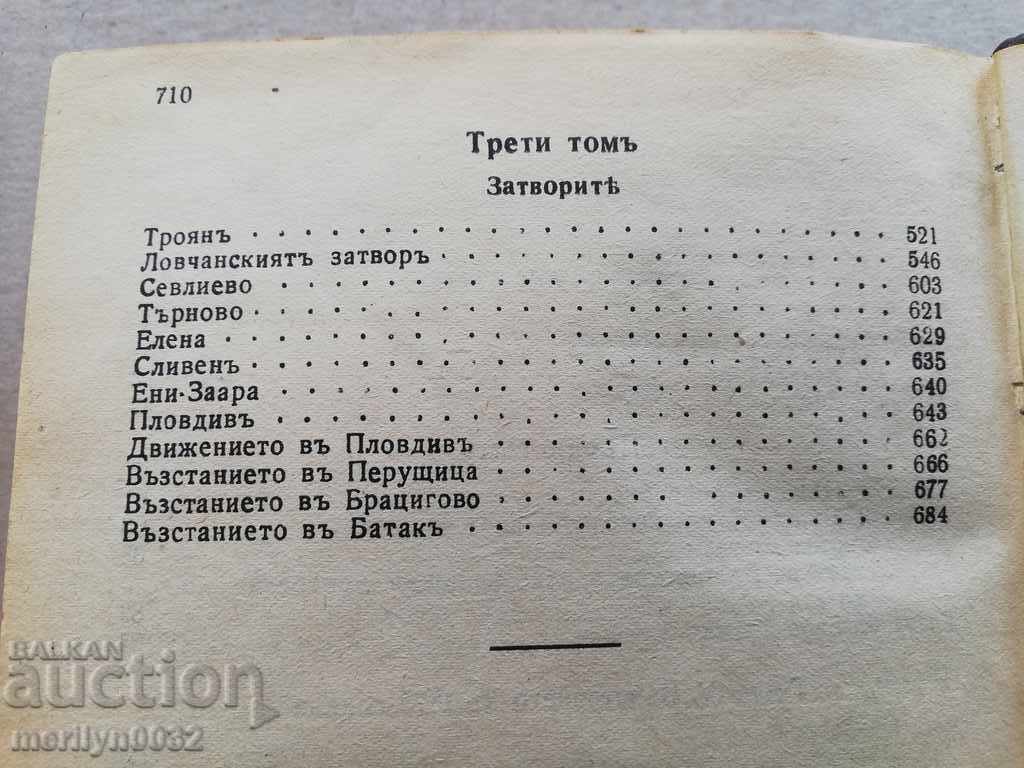 710
Трети томъ
Затворитѣ
Троянъ 521
Ловчанскиятъ затворъ 546
Севлиево 603
Търново 621
Елена 629
Сливенъ 635
Ени-Заара 640
Пловдивъ 643
Движението въ Пловдивъ 662
Възстанието въ Перущица 666
Възстанието въ Брацигово 677
Възстанието въ Батакъ 684
BALKAN
auction
merilyn0032